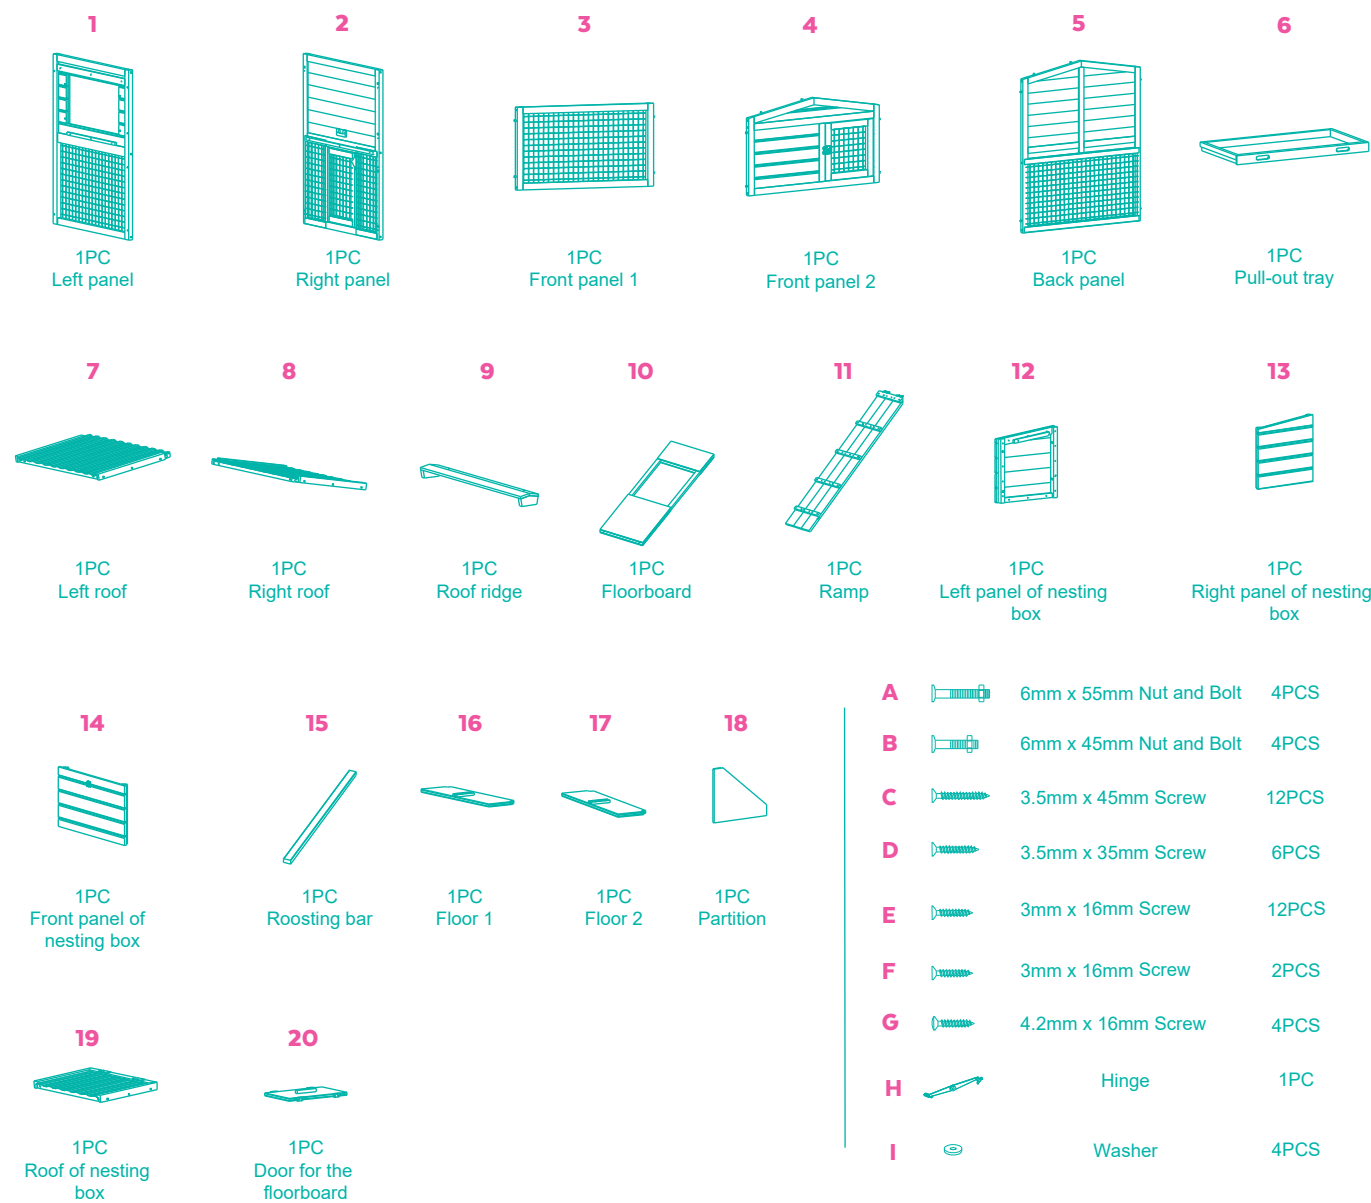 1
1PC
Left panel
2
1PC
Right panel
3
1PC
Front panel 1
4
1PC
Front panel 2
5
1PC
Back panel
6
1PC
Pull-out tray
7
1PC
Left roof
8
1PC
Right roof
9
1PC
Roof ridge
10
1PC
Floorboard
11
1PC
Ramp
12
1PC
Left panel of nesting
box
13
1PC
Right panel of nesting
box
14
1PC
Front panel of
nesting box
15
1PC
Roosting bar
16
1PC
Floor 1
17
1PC
Floor 2
18
1PC
Partition
19
1PC
Roof of nesting
box
20
1PC
Door for the
floorboard
A 6mm x 55mm Nut and Bolt 4PCS
B 6mm x 45mm Nut and Bolt 4PCS
C 3.5mm x 45mm Screw 12PCS
D 3.5mm x 35mm Screw 6PCS
E 3mm x 16mm Screw 12PCS
F 3mm x 16mm Screw 2PCS
G 4.2mm x 16mm Screw 4PCS
H Hinge 1PC
I Washer 4PCS